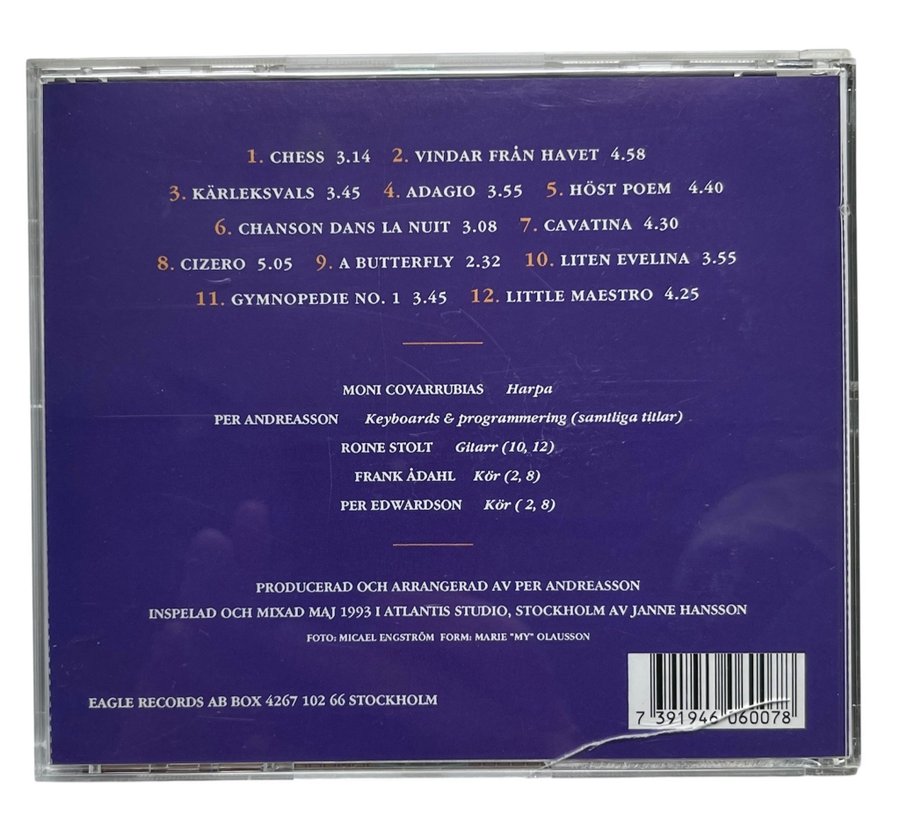 1. CHESS 3.14 2. VINDAR FRÅN HAVET 4.58
3. KÄRLEKSVALS 3.45 4. ADAGIO 3.55 5. HÖST POEM 4.40
6. CHANSON DANS LA NUIT 3.08 7. CAVATINA 4.30
8. CIZERO 5.05 9. A BUTTERFLY 2.32 10. LITEN EVELINA 3.55
11. GYMNOPEDIE NO. 1 3.45 12. LITTLE MAESTRO 4.25
MONI COVARRUBIAS Harpa
PER ANDREASSON Keyboards & programmering (samtliga titlar)
ROINE STOLT Gitarr (10, 12)
FRANK ÅDAHL Kör (2, 8)
PER EDWARDSON Kör ( 2, 8)
PRODUCERAD OCH ARRANGERAD AV PER ANDREASSON
INSPELAD OCH MIXAD MAJ 1993 I ATLANTIS STUDIO, STOCKHOLM AV JANNE HANSSON
FOTO: MICAEL ENGSTRÖM FORM: MARIE "MY" OLAUSSON
EAGLE RECORDS AB BOX 4267 102 66 STOCKHOLM
7 391946 060078